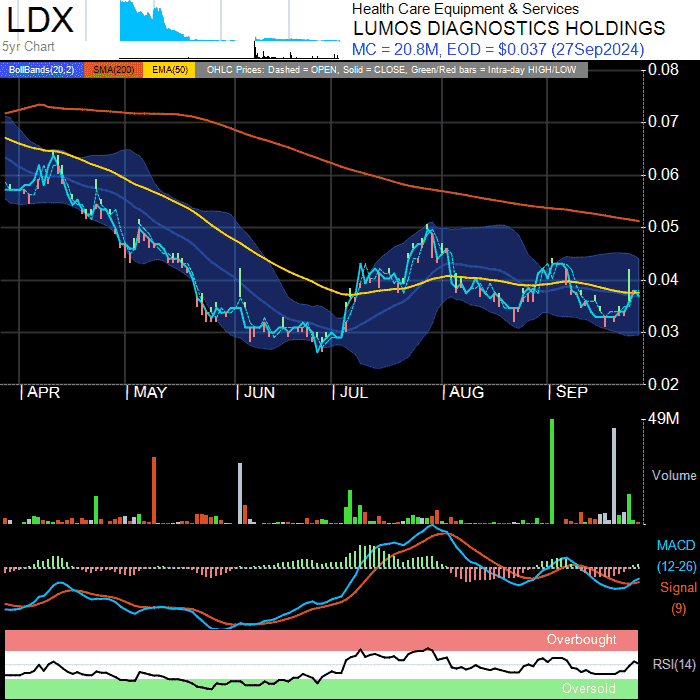 LDX
5yr Chart
Health Care Equipment & Services
LUMOS DIAGNOSTICS HOLDINGS
MC = 20.8M, EOD = $0.037 (27Sep2024)
BollBands(20,2) SMA(200) EMA(50) OHLC Prices: Dashed = OPEN, Solid = CLOSE, Green/Red bars = Intra-day HIGH/LOW
0.08
0.07
0.06
0.05
0.04
0.03
0.02
APR MAY JUN JUL AUG SEP
49M
Volume
MACD
(12-26)
Signal
(9)
Overbought
RSI(14)
Oversold